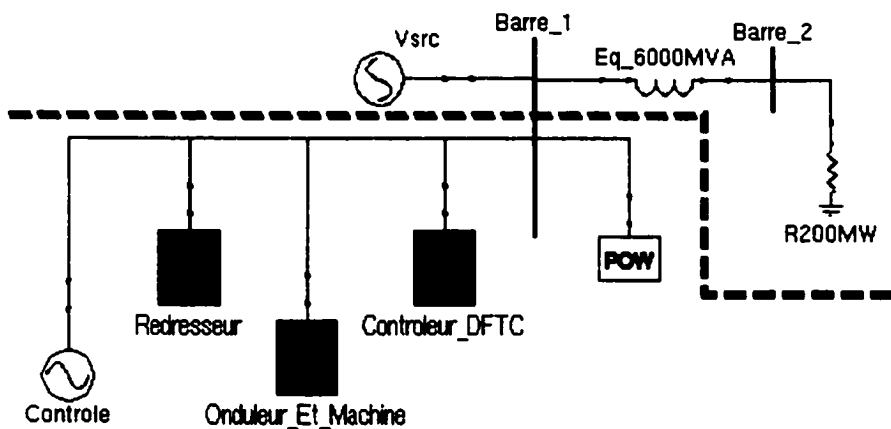 Vsrc
Barre_1
Eq_6000MVA
Barre_2
R200MW
POW
Redresseur
Controleur_DFTC
Controle
Onduleur_Et_Machine